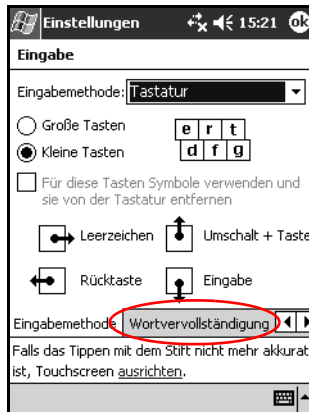 Einstellungen 15:21 ok
Eingabe
Eingabemethode: Tastatur
Große Tasten
e r t
Kleine Tasten
d f g
Für diese Tasten Symbole verwenden und
sie von der Tastatur entfernen
Leerzeichen Umschalt + Taste
Rücktaste Eingabe
Eingabemethode Wortvervollständigung
Falls das Tippen mit dem Stift nicht mehr akkurat
ist, Touchscreen ausrichten.